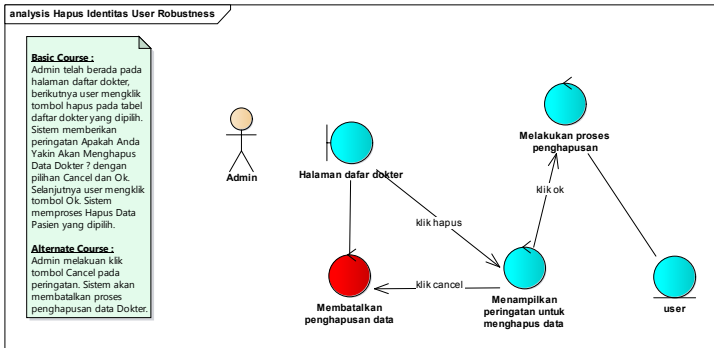 analysis Hapus Identitas User Robustness
Basic Course :
Admin telah berada pada
halaman daftar dokter,
berikutnya user mengklik
tombol hapus pada tabel
daftar dokter yang dipilih.
Sistem memberikan
peringatan Apakah Anda
Yakin Akan Menghapus
Data Dokter ? dengan
pilihan Cancel dan Ok.
Selanjutnya user mengklik
tombol Ok. Sistem
memproses Hapus Data
Pasien yang dipilih.
Alternate Course :
Admin melakuan klik
tombol Cancel pada
peringatan. Sistem akan
membatalkan proses
penghapusan data Dokter.
Admin
Halaman dafar dokter
Melakukan proses
penghapusan
klik ok
klik hapus
klik cancel
Membatalkan
penghapusan data
Menampilkan
peringatan untuk
menghapus data
user